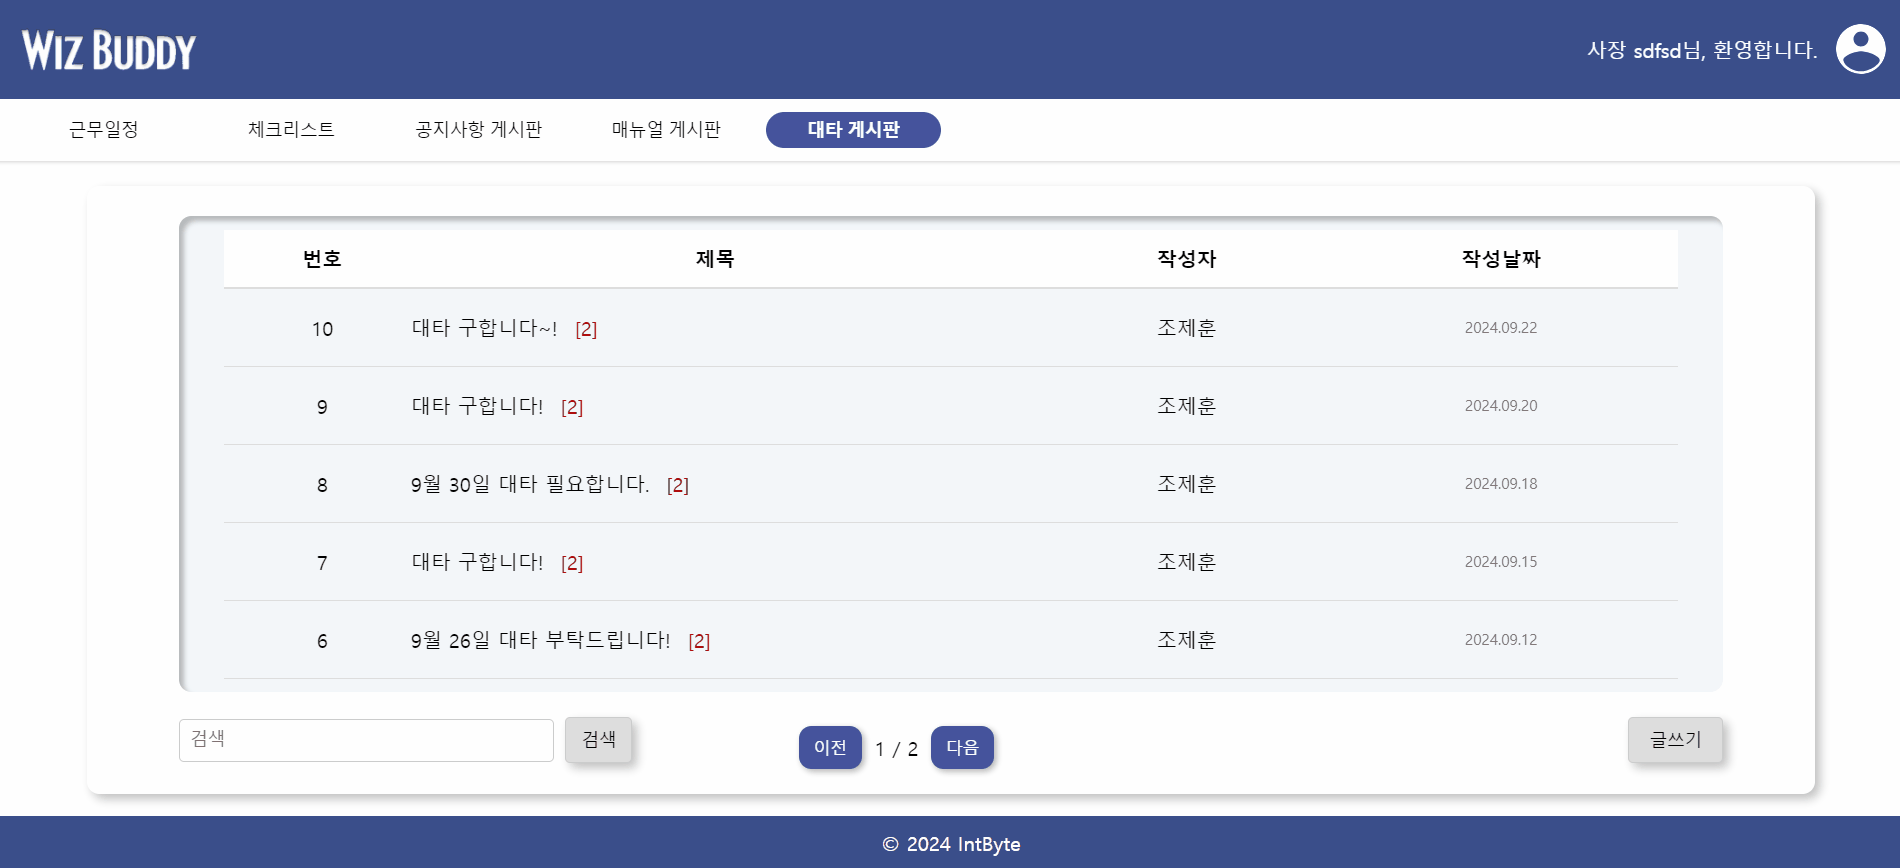 WIZ BUDDY
사장 sdfsd님, 환영합니다.
근무일정 체크리스트 공지사항 게시판 매뉴얼 게시판 대타 게시판
번호 제목 작성자 작성날짜
10 대타 구합니다~! [2] 조제훈 2024.09.22
9 대타 구합니다! [2] 조제훈 2024.09.20
8 9월 30일 대타 필요합니다. [2] 조제훈 2024.09.18
7 대타 구합니다! [2] 조제훈 2024.09.15
6 9월 26일 대타 부탁드립니다! [2] 조제훈 2024.09.12
검색 검색 이전 1 / 2 다음 글쓰기
© 2024 IntByte